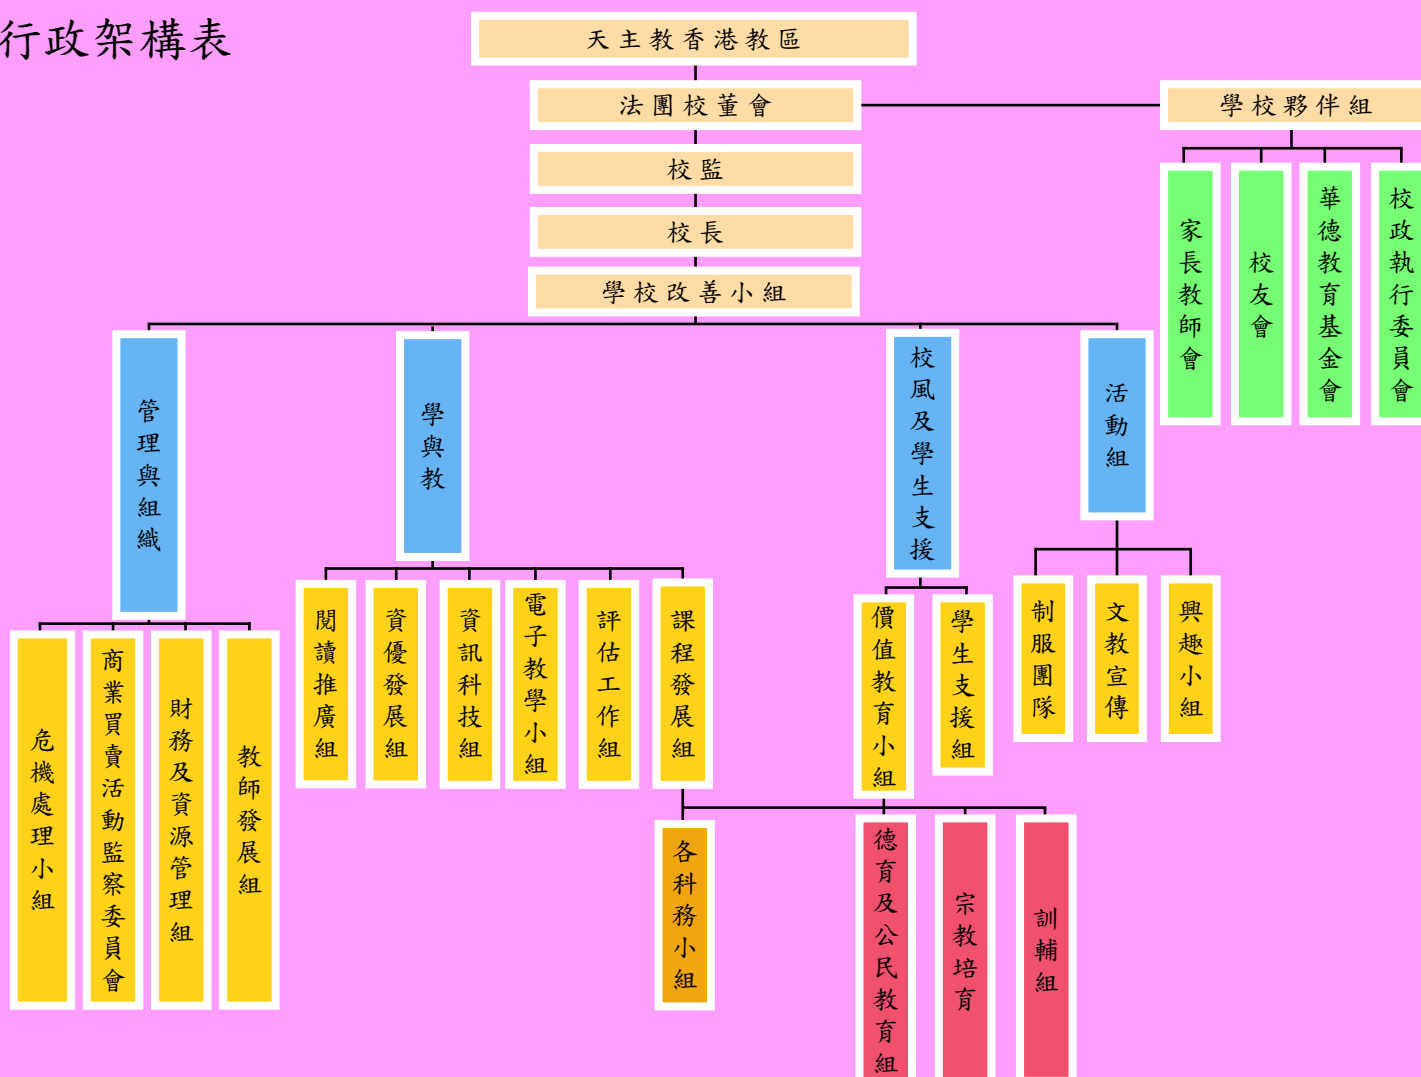 行政架構表
天主教香港教區
法團校董會
學校夥伴組
校監
校長
學校改善小組
家長教師會
校友會
華德教育基金會
校政執行委員會
管理與組織
學與教
校風及學生支援
活動組
危機處理小組
商業買賣活動監察委員會
財務及資源管理組
教師發展組
閱讀推廣組
資優發展組
資訊科技組
電子教學小組
評估工作組
課程發展組
價值教育小組
學生支援組
制服團隊
文教宣傳
興趣小組
各科務小組
德育及公民教育組
宗教培育
訓輔組